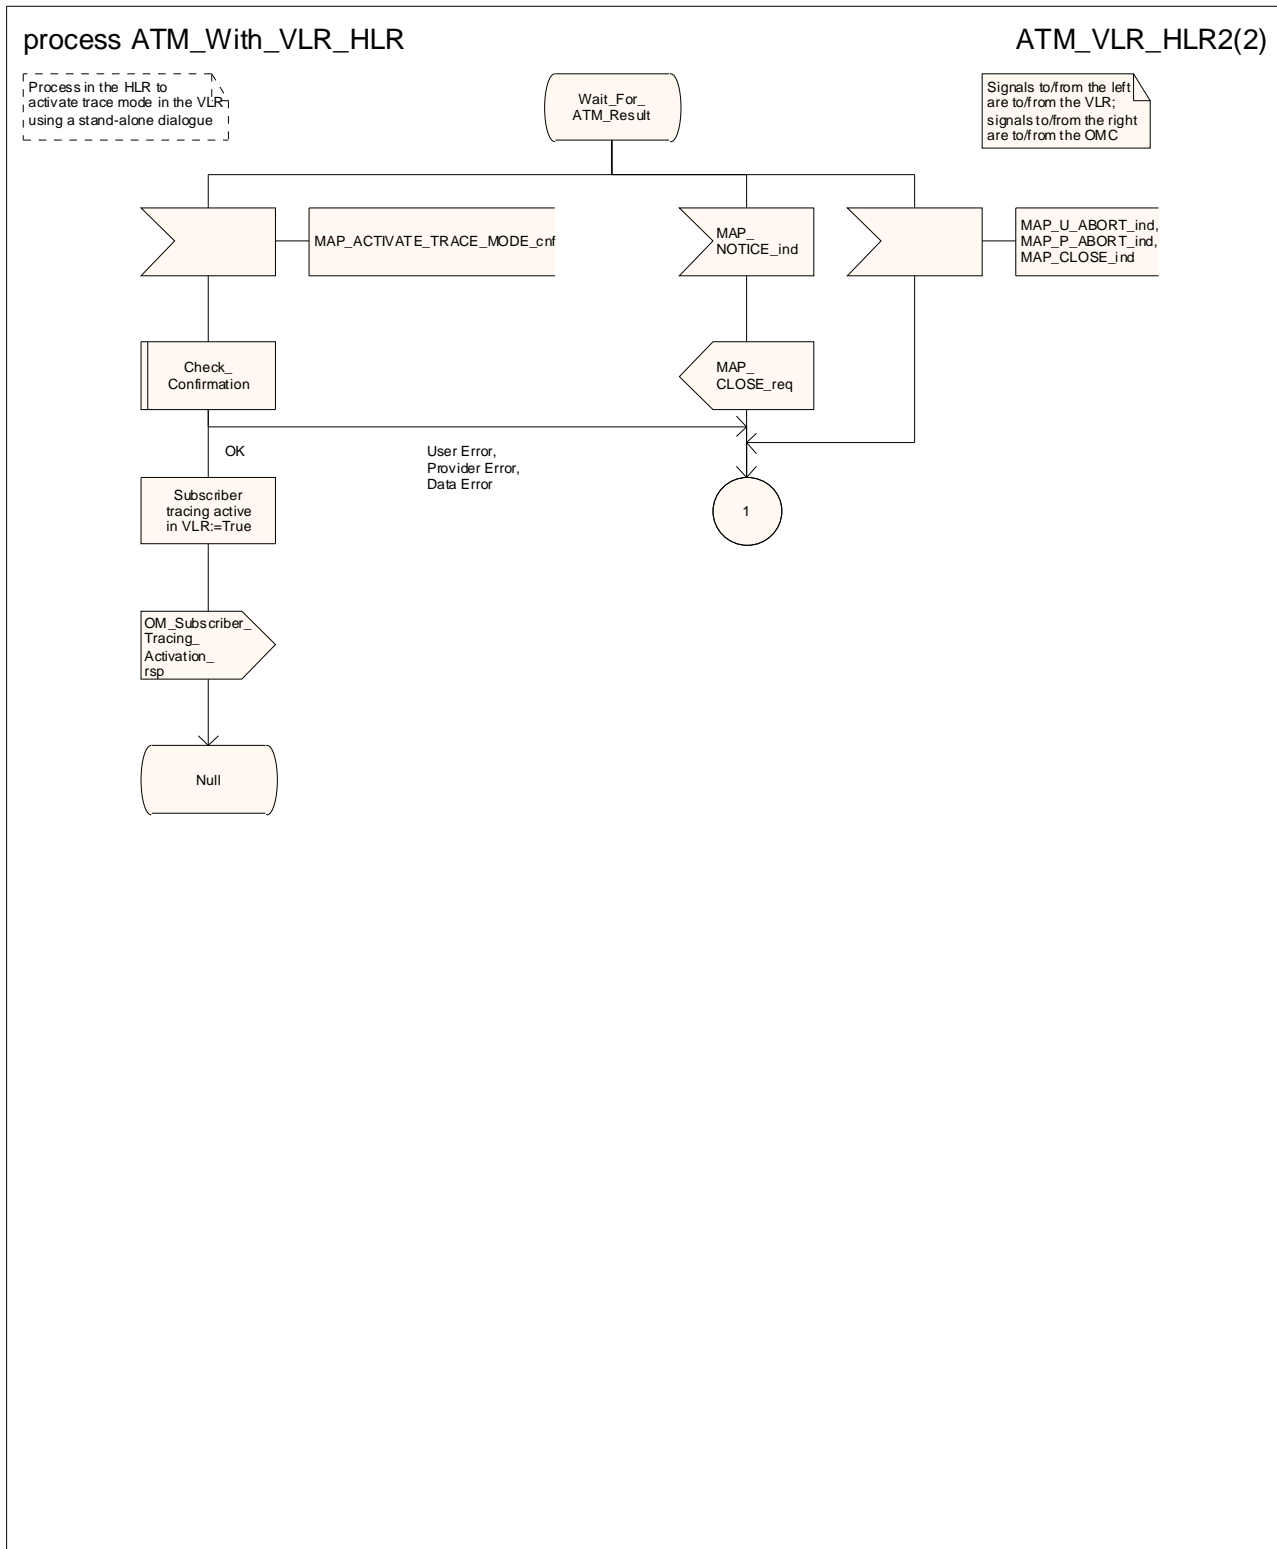 process ATM_With_VLR_HLR
ATM_VLR_HLR2(2)
Process in the HLR to
activate trace mode in the VLR
using a stand-alone dialogue
Wait_For_
ATM_Result
Signals to/from the left
are to/from the VLR;
signals to/from the right
are to/from the OMC
MAP_ACTIVATE_TRACE_MODE_cnf
MAP_
NOTICE_ind
MAP_U_ABORT_ind,
MAP_P_ABORT_ind,
MAP_CLOSE_ind
Check_
Confirmation
MAP_
CLOSE_req
OK
User Error,
Provider Error,
Data Error
Subscriber
tracing active
in VLR:=True
1
OM_Subscriber_
Tracing_
Activation_
rsp
Null